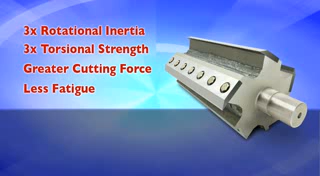 3x Rotational Inertia
3x Torsional Strength
Greater Cutting Force
Less Fatigue